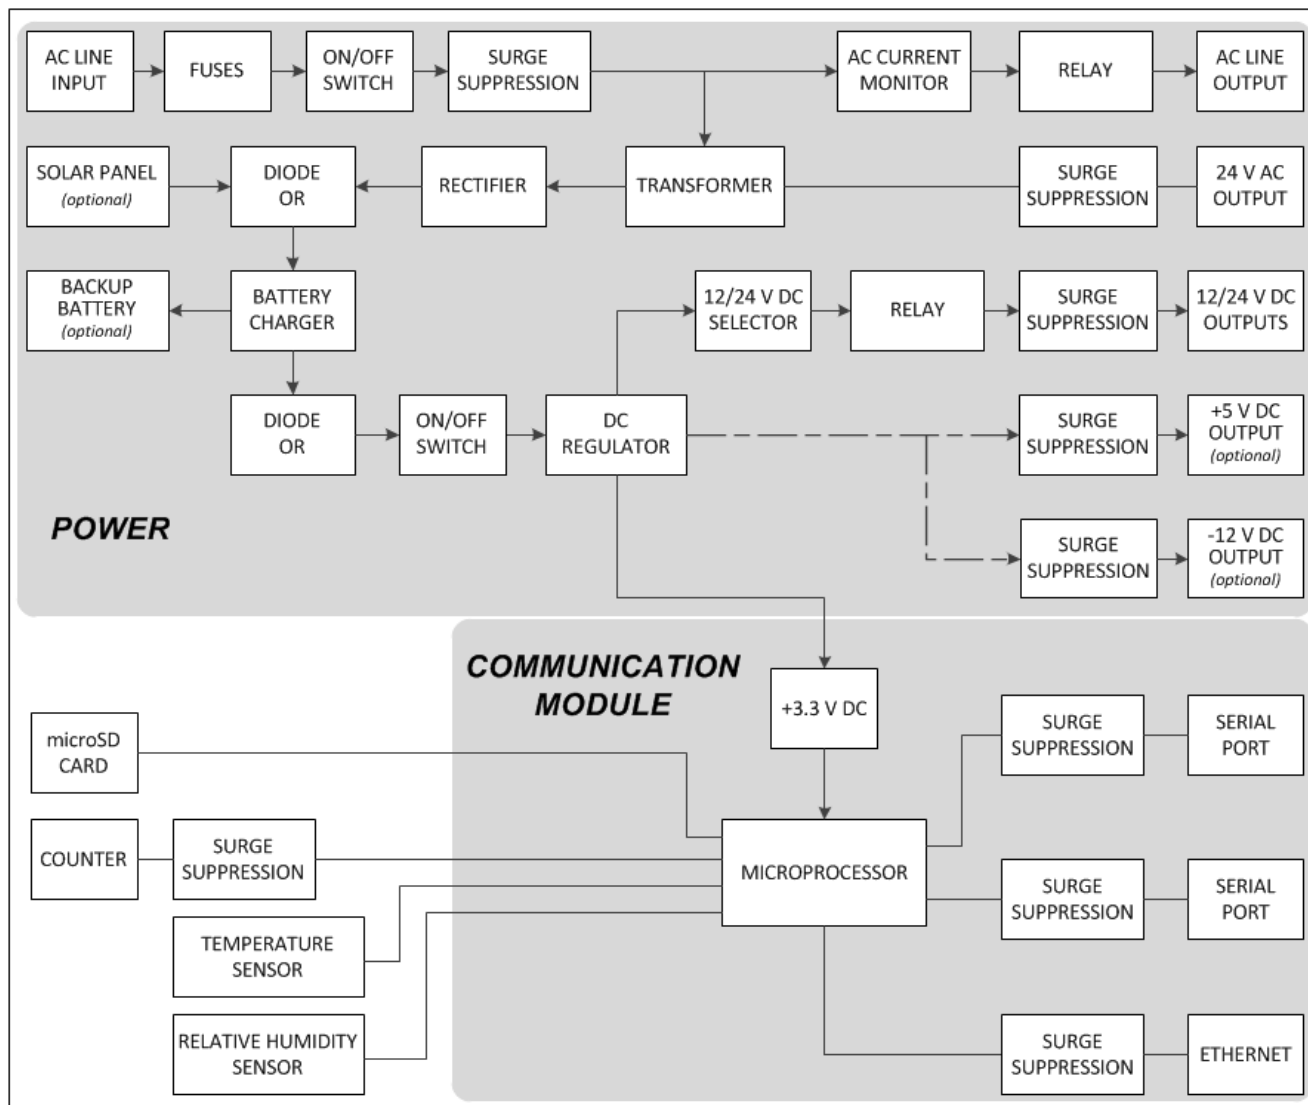 AC LINE
INPUT
FUSES
ON/OFF
SWITCH
SURGE
SUPPRESSION
AC CURRENT
MONITOR
RELAY
AC LINE
OUTPUT
SOLAR PANEL
(optional)
DIODE
OR
RECTIFIER
TRANSFORMER
SURGE
SUPPRESSION
24 V AC
OUTPUT
BACKUP
BATTERY
(optional)
BATTERY
CHARGER
12/24 V DC
SELECTOR
RELAY
SURGE
SUPPRESSION
12/24 V DC
OUTPUTS
DIODE
OR
ON/OFF
SWITCH
DC
REGULATOR
SURGE
SUPPRESSION
+5 V DC
OUTPUT
(optional)
POWER
SURGE
SUPPRESSION
-12 V DC
OUTPUT
(optional)
COMMUNICATION
MODULE
+3.3 V DC
microSD
CARD
SURGE
SUPPRESSION
SERIAL
PORT
COUNTER
SURGE
SUPPRESSION
MICROPROCESSOR
SURGE
SUPPRESSION
SERIAL
PORT
TEMPERATURE
SENSOR
RELATIVE HUMIDITY
SENSOR
SURGE
SUPPRESSION
ETHERNET